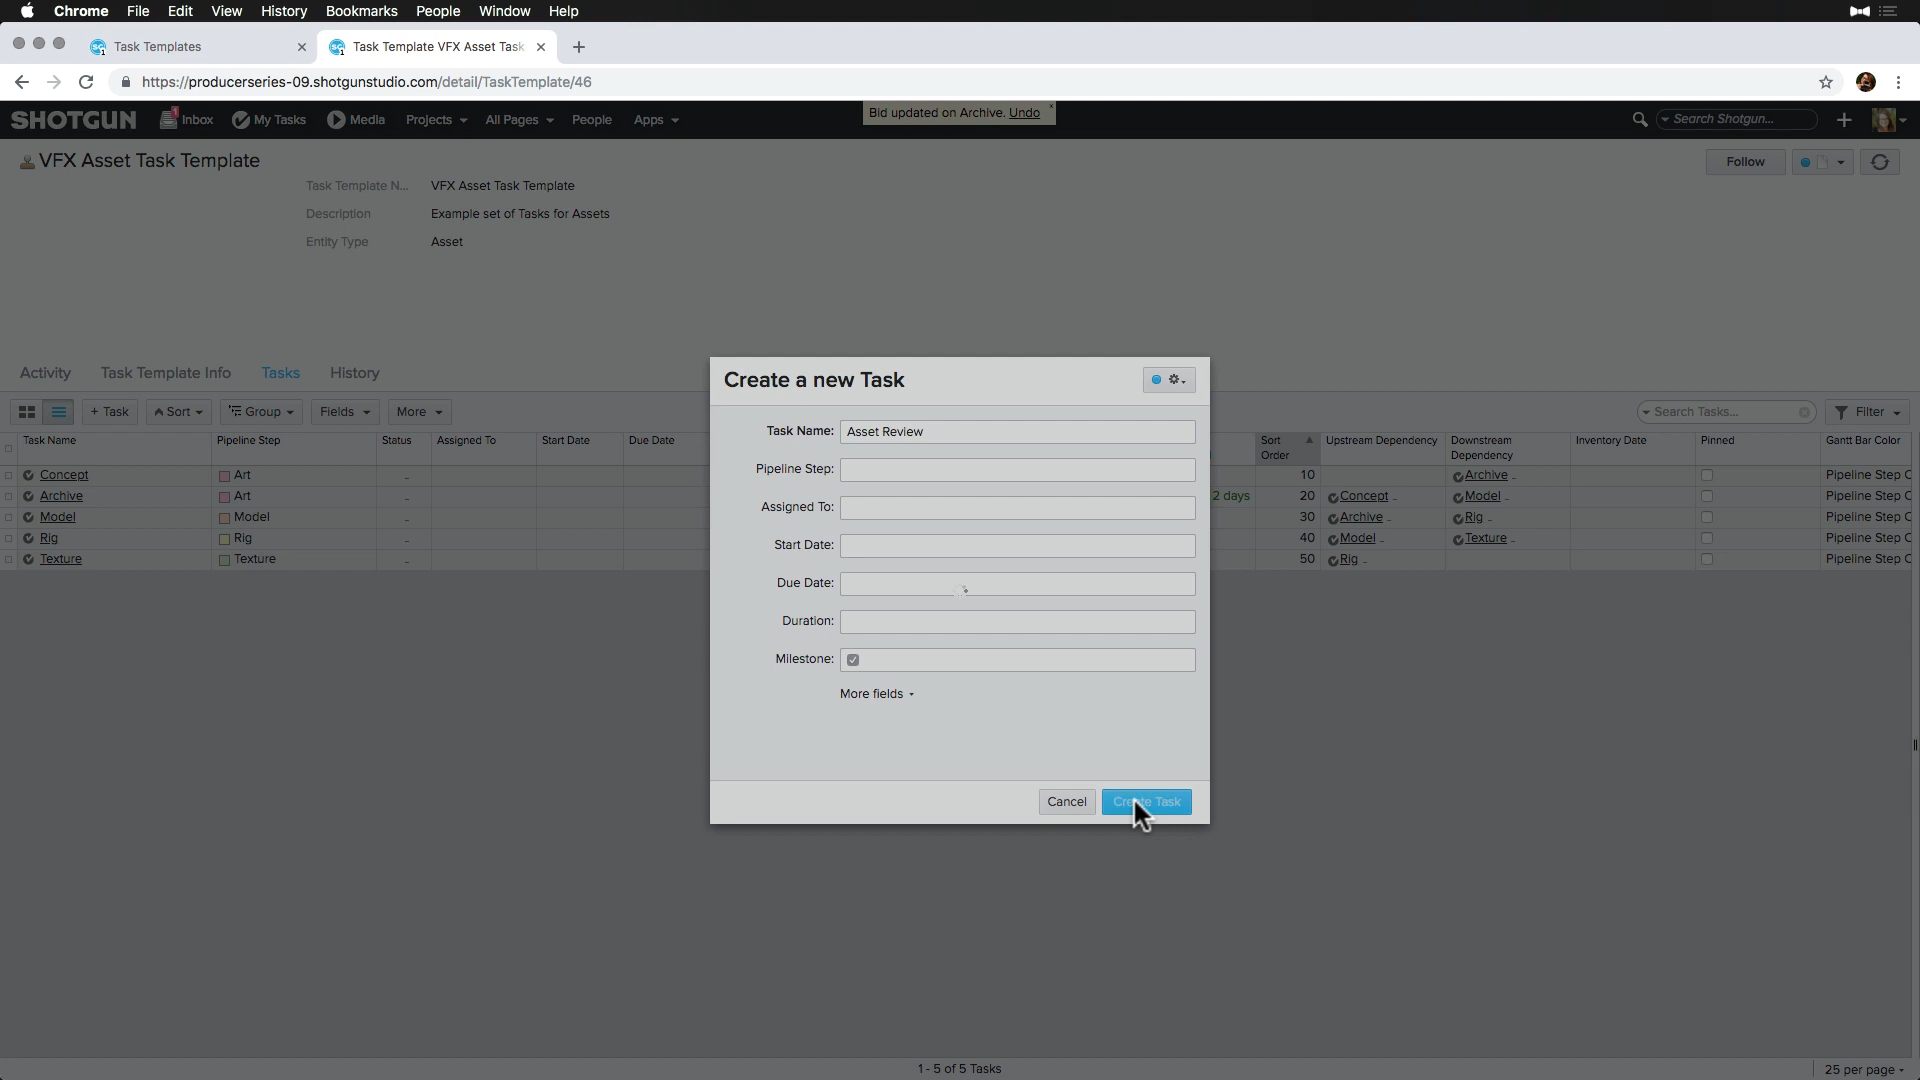 Chrome File Edit View History Bookmarks People Window Help
Task Templates
Task Template VFX Asset Task
https://producerseries-09.shotgunstudio.com/detail/TaskTemplate/46
SHOTGUN 1 Inbox My Tasks Media Projects All Pages People Apps
Bid updated on Archive. Undo x
Search Shotgun...
VFX Asset Task Template
Follow
Task Template N... VFX Asset Task Template
Description Example set of Tasks for Assets
Entity Type Asset
Activity Task Template Info Tasks History
+ Task Sort Group Fields More
Search Tasks... Filter
Task Name Pipeline Step Status Assigned To Start Date Due Date
Sort Order Upstream Dependency Downstream Dependency Inventory Date Pinned Gantt Bar Color
Concept Art - 10 Archive - Pipeline Step C
Archive Art - 2 days 20 Concept - Model - Pipeline Step C
Model Model - 30 Archive - Rig - Pipeline Step C
Rig Rig - 40 Model - Texture - Pipeline Step C
Texture Texture - 50 Rig - Pipeline Step C
Create a new Task
Task Name: Asset Review
Pipeline Step:
Assigned To:
Start Date:
Due Date:
Duration:
Milestone:
More fields
Cancel Create Task
1 - 5 of 5 Tasks
25 per page